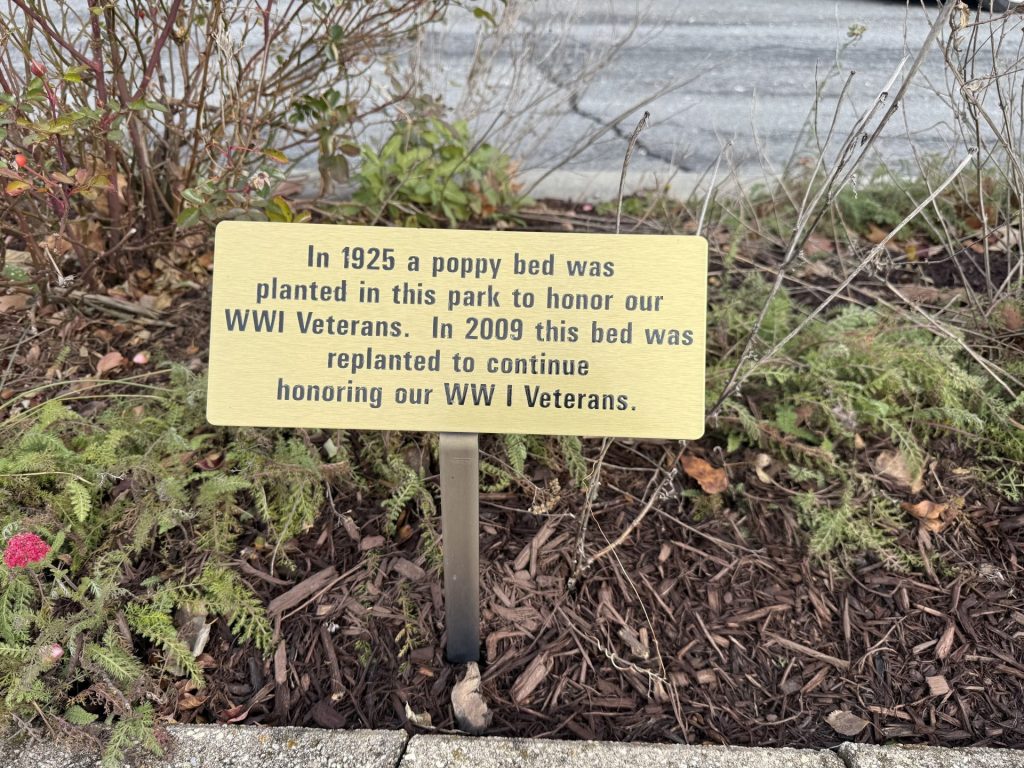 In 1925 a poppy bed was
planted in this park to honor our
WWI Veterans.  In 2009 this bed was
replanted to continue
honoring our WW I Veterans.